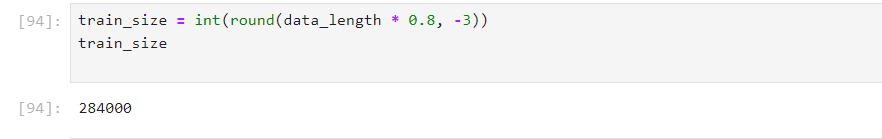 [94]: train_size = int(round(data_length * 0.8, -3))
train_size
[94]: 284000